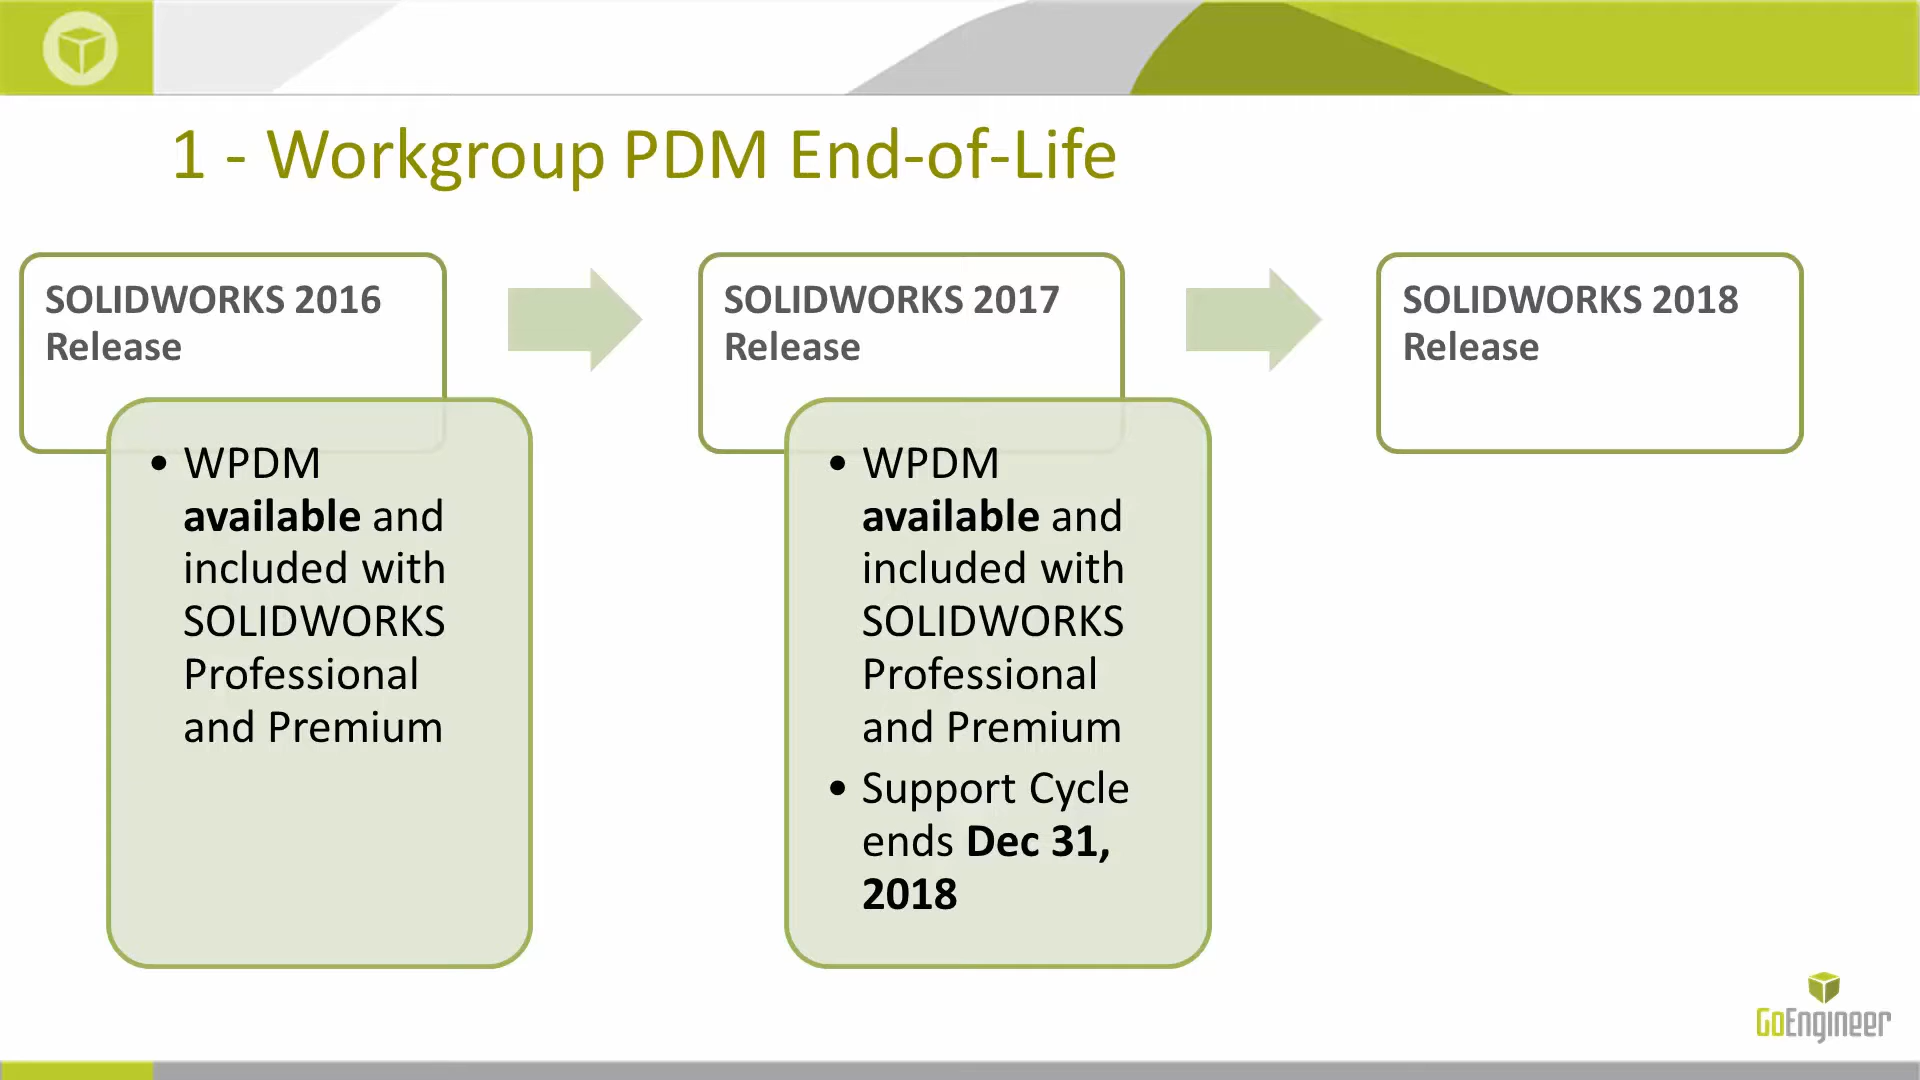 1 - Workgroup PDM End-of-Life
SOLIDWORKS 2016
Release
• WPDM
available and
included with
SOLIDWORKS
Professional
and Premium
SOLIDWORKS 2017
Release
• WPDM
available and
included with
SOLIDWORKS
Professional
and Premium
• Support Cycle
ends Dec 31,
2018
SOLIDWORKS 2018
Release
GoEngineer